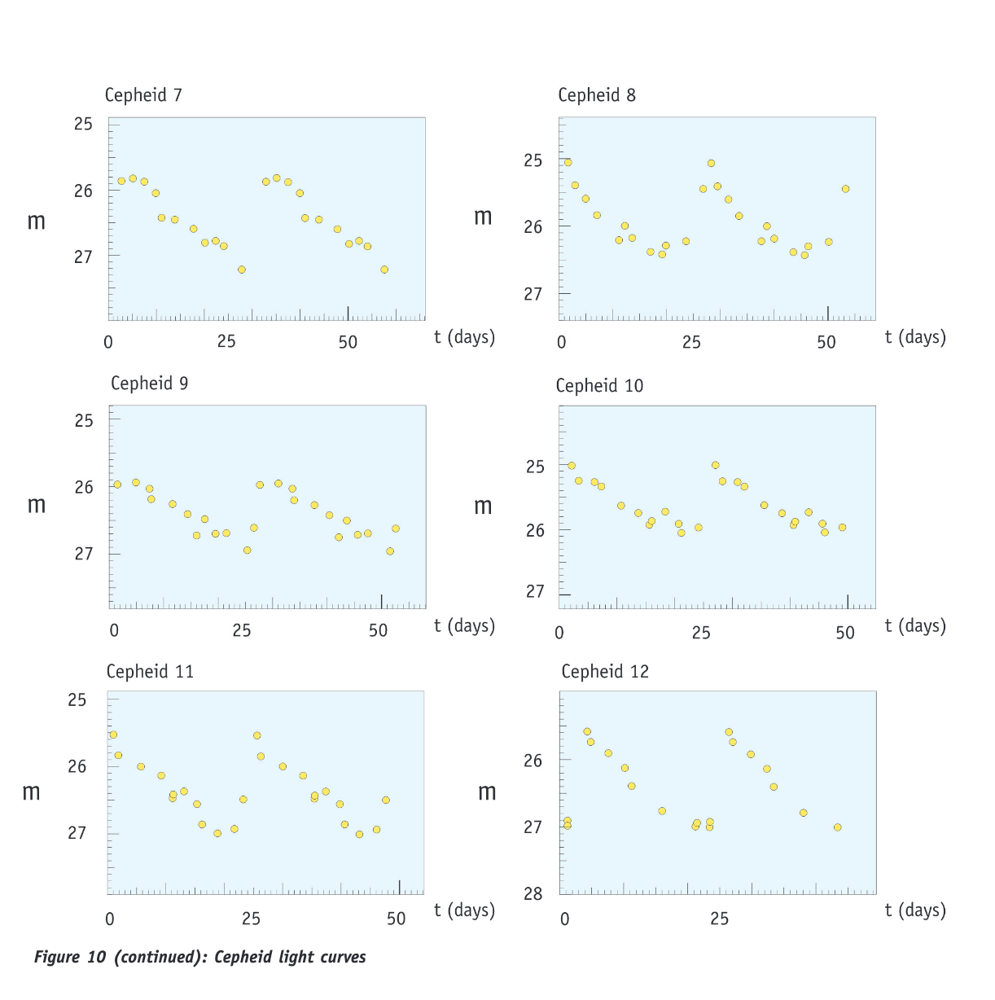 Cepheid 7
25
26
27
m
0 25 50 t (days)
Cepheid 8
25
26
27
m
0 25 50 t (days)
Cepheid 9
25
26
27
m
0 25 50 t (days)
Cepheid 10
25
26
27
m
0 25 50 t (days)
Cepheid 11
25
26
27
m
0 25 50 t (days)
Cepheid 12
26
27
28
m
0 25 t (days)
Figure 10 (continued): Cepheid light curves